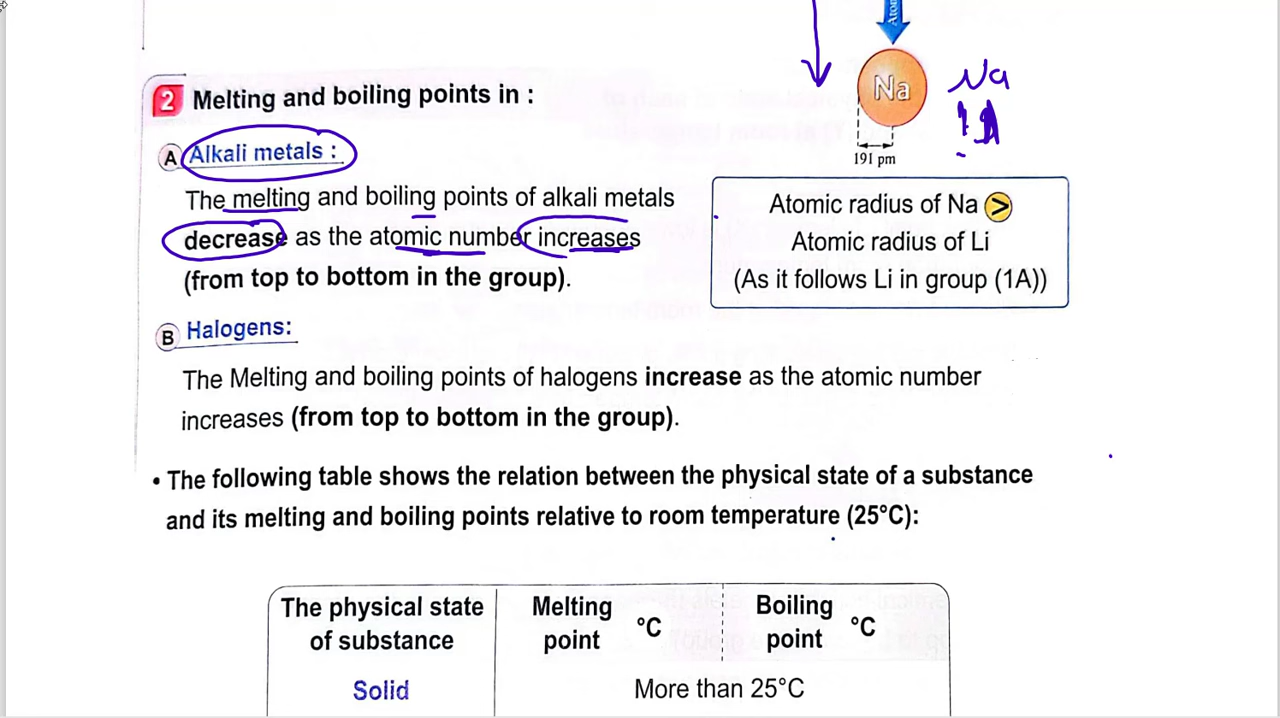 Na
Na
11
191 pm
2 Melting and boiling points in :
A Alkali metals :
The melting and boiling points of alkali metals
decrease as the atomic number increases
(from top to bottom in the group).
Atomic radius of Na >
Atomic radius of Li
(As it follows Li in group (1A))
B Halogens:
The Melting and boiling points of halogens increase as the atomic number
increases (from top to bottom in the group).
• The following table shows the relation between the physical state of a substance
and its melting and boiling points relative to room temperature (25°C):
The physical state
of substance
Melting
point °C
Boiling
point °C
Solid
More than 25°C